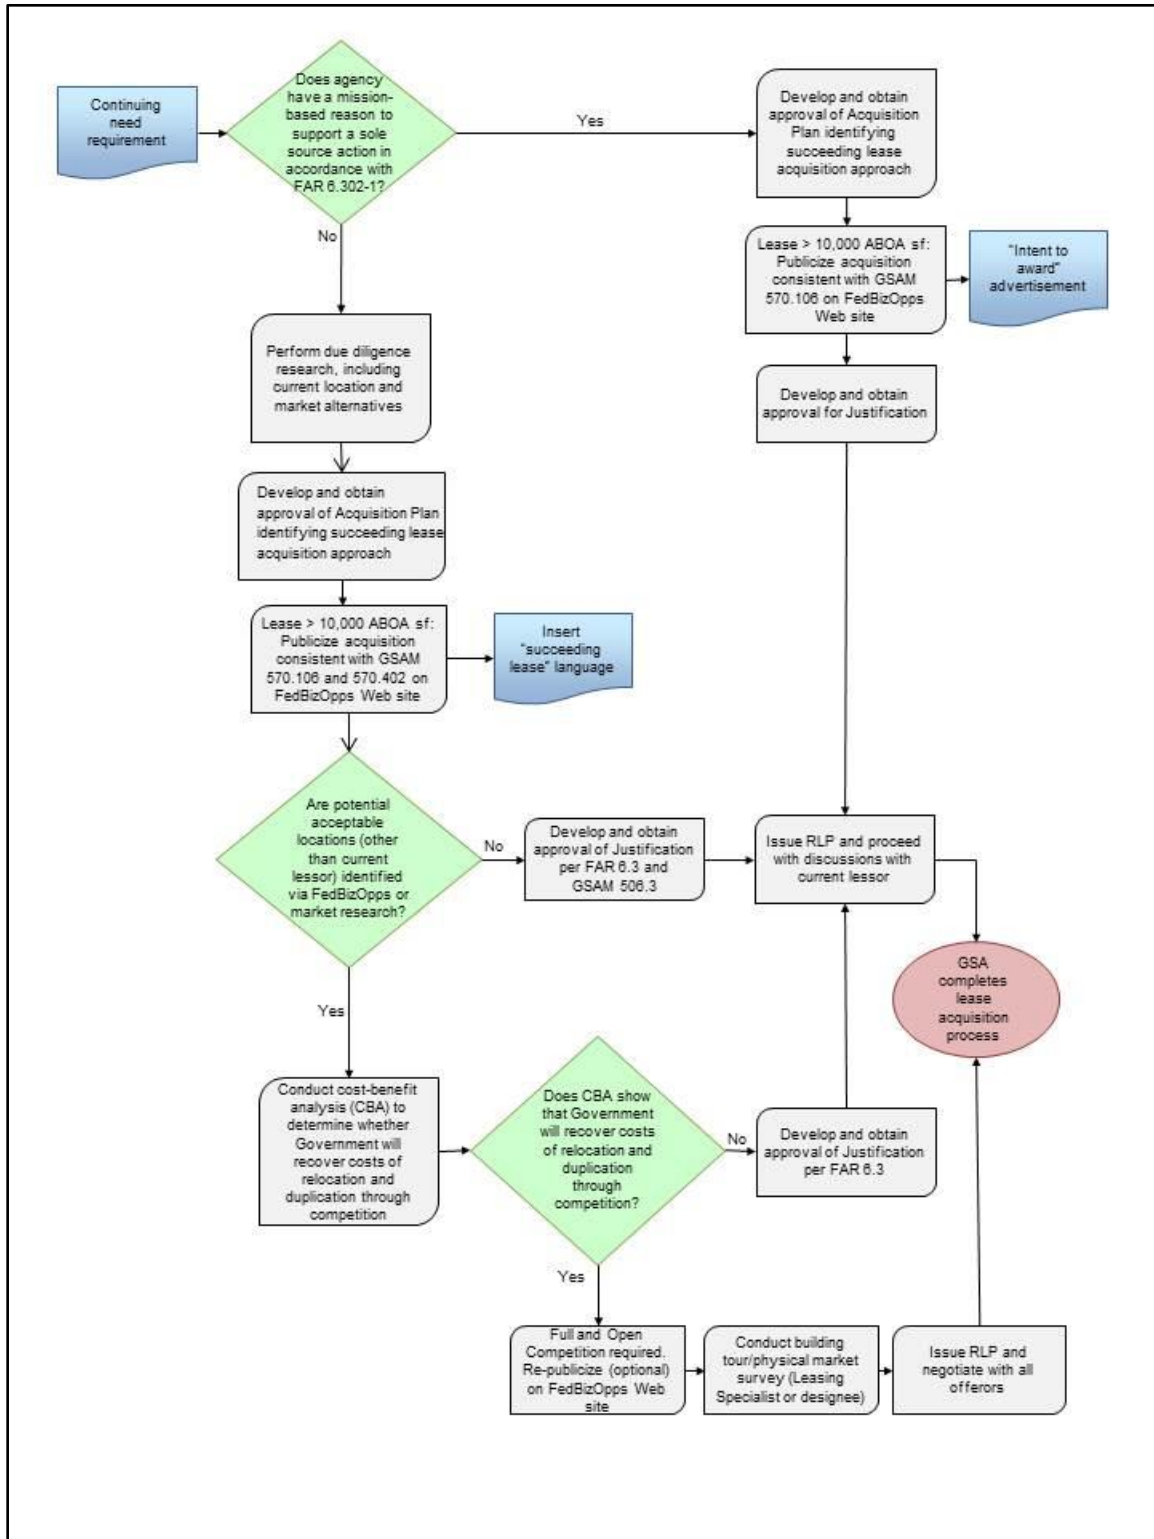 Continuing
need
requirement
Does agency
have a mission-
based reason to
support a sole
source action in
accordance with
FAR 6.302-1?
Yes
Develop and obtain
approval of Acquisition
Plan identifying
succeeding lease
acquisition approach
No
Lease > 10,000 ABOA sf:
Publicize acquisition
consistent with GSAM
570.106 on FedBizOpps
Web site
"Intent to
award"
advertisement
Perform due diligence
research, including
current location and
market alternatives
Develop and obtain
approval for Justification
Develop and obtain
approval of Acquisition Plan
identifying succeeding lease
acquisition approach
Lease > 10,000 ABOA sf:
Publicize acquisition
consistent with GSAM
570.106 and 570.402 on
FedBizOpps Web site
Insert
"succeeding
lease" language
Are potential
acceptable
locations (other
than current
lessor) identified
via FedBizOpps or
market research?
No
Develop and obtain
approval of Justification
per FAR 6.3 and
GSAM 506.3
Issue RLP and proceed
with discussions with
current lessor
GSA
completes
lease
acquisition
process
Yes
Conduct cost-benefit
analysis (CBA) to
determine whether
Government will
recover costs of
relocation and
duplication through
competition
Does CBA show
that Government
will recover costs
of relocation and
duplication
through
competition?
No
Develop and obtain
approval of Justification
per FAR 6.3
Yes
Full and Open
Competition required.
Re-publicize (optional)
on FedBizOpps Web
site
Conduct building
tour/physical market
survey (Leasing
Specialist or designee)
Issue RLP and
negotiate with all
offerors